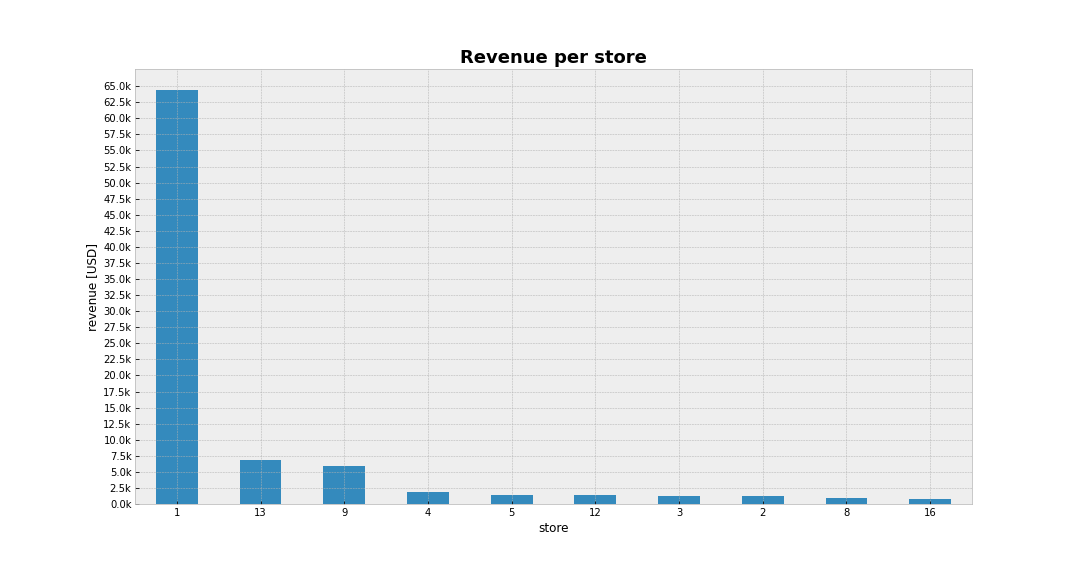 Revenue per store
65.0k
62.5k
60.0k
57.5k
55.0k
52.5k
50.0k
47.5k
45.0k
42.5k
40.0k
37.5k
35.0k
32.5k
30.0k
27.5k
25.0k
22.5k
20.0k
17.5k
15.0k
12.5k
10.0k
7.5k
5.0k
2.5k
0.0k
revenue [USD]
1 13 9 4 5 12 3 2 8 16
store